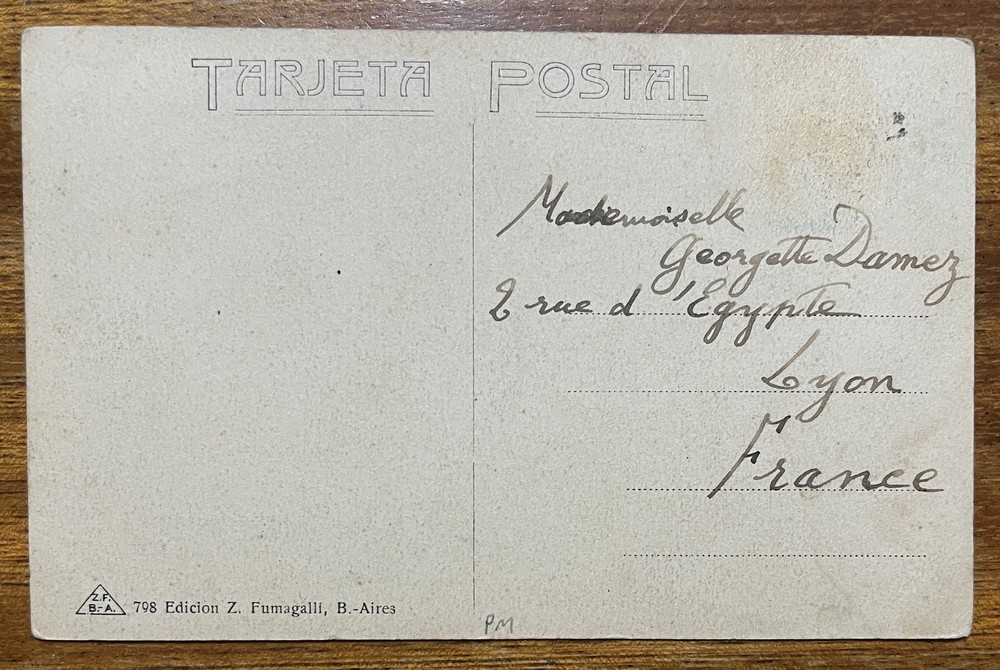 TARJETA POSTAL
Mademoiselle
Georgette Damez
2 rue d'Egypte
Lyon
France
Z.F.
B.-A.
798 Edicion Z. Fumagalli, B.-Aires
PM